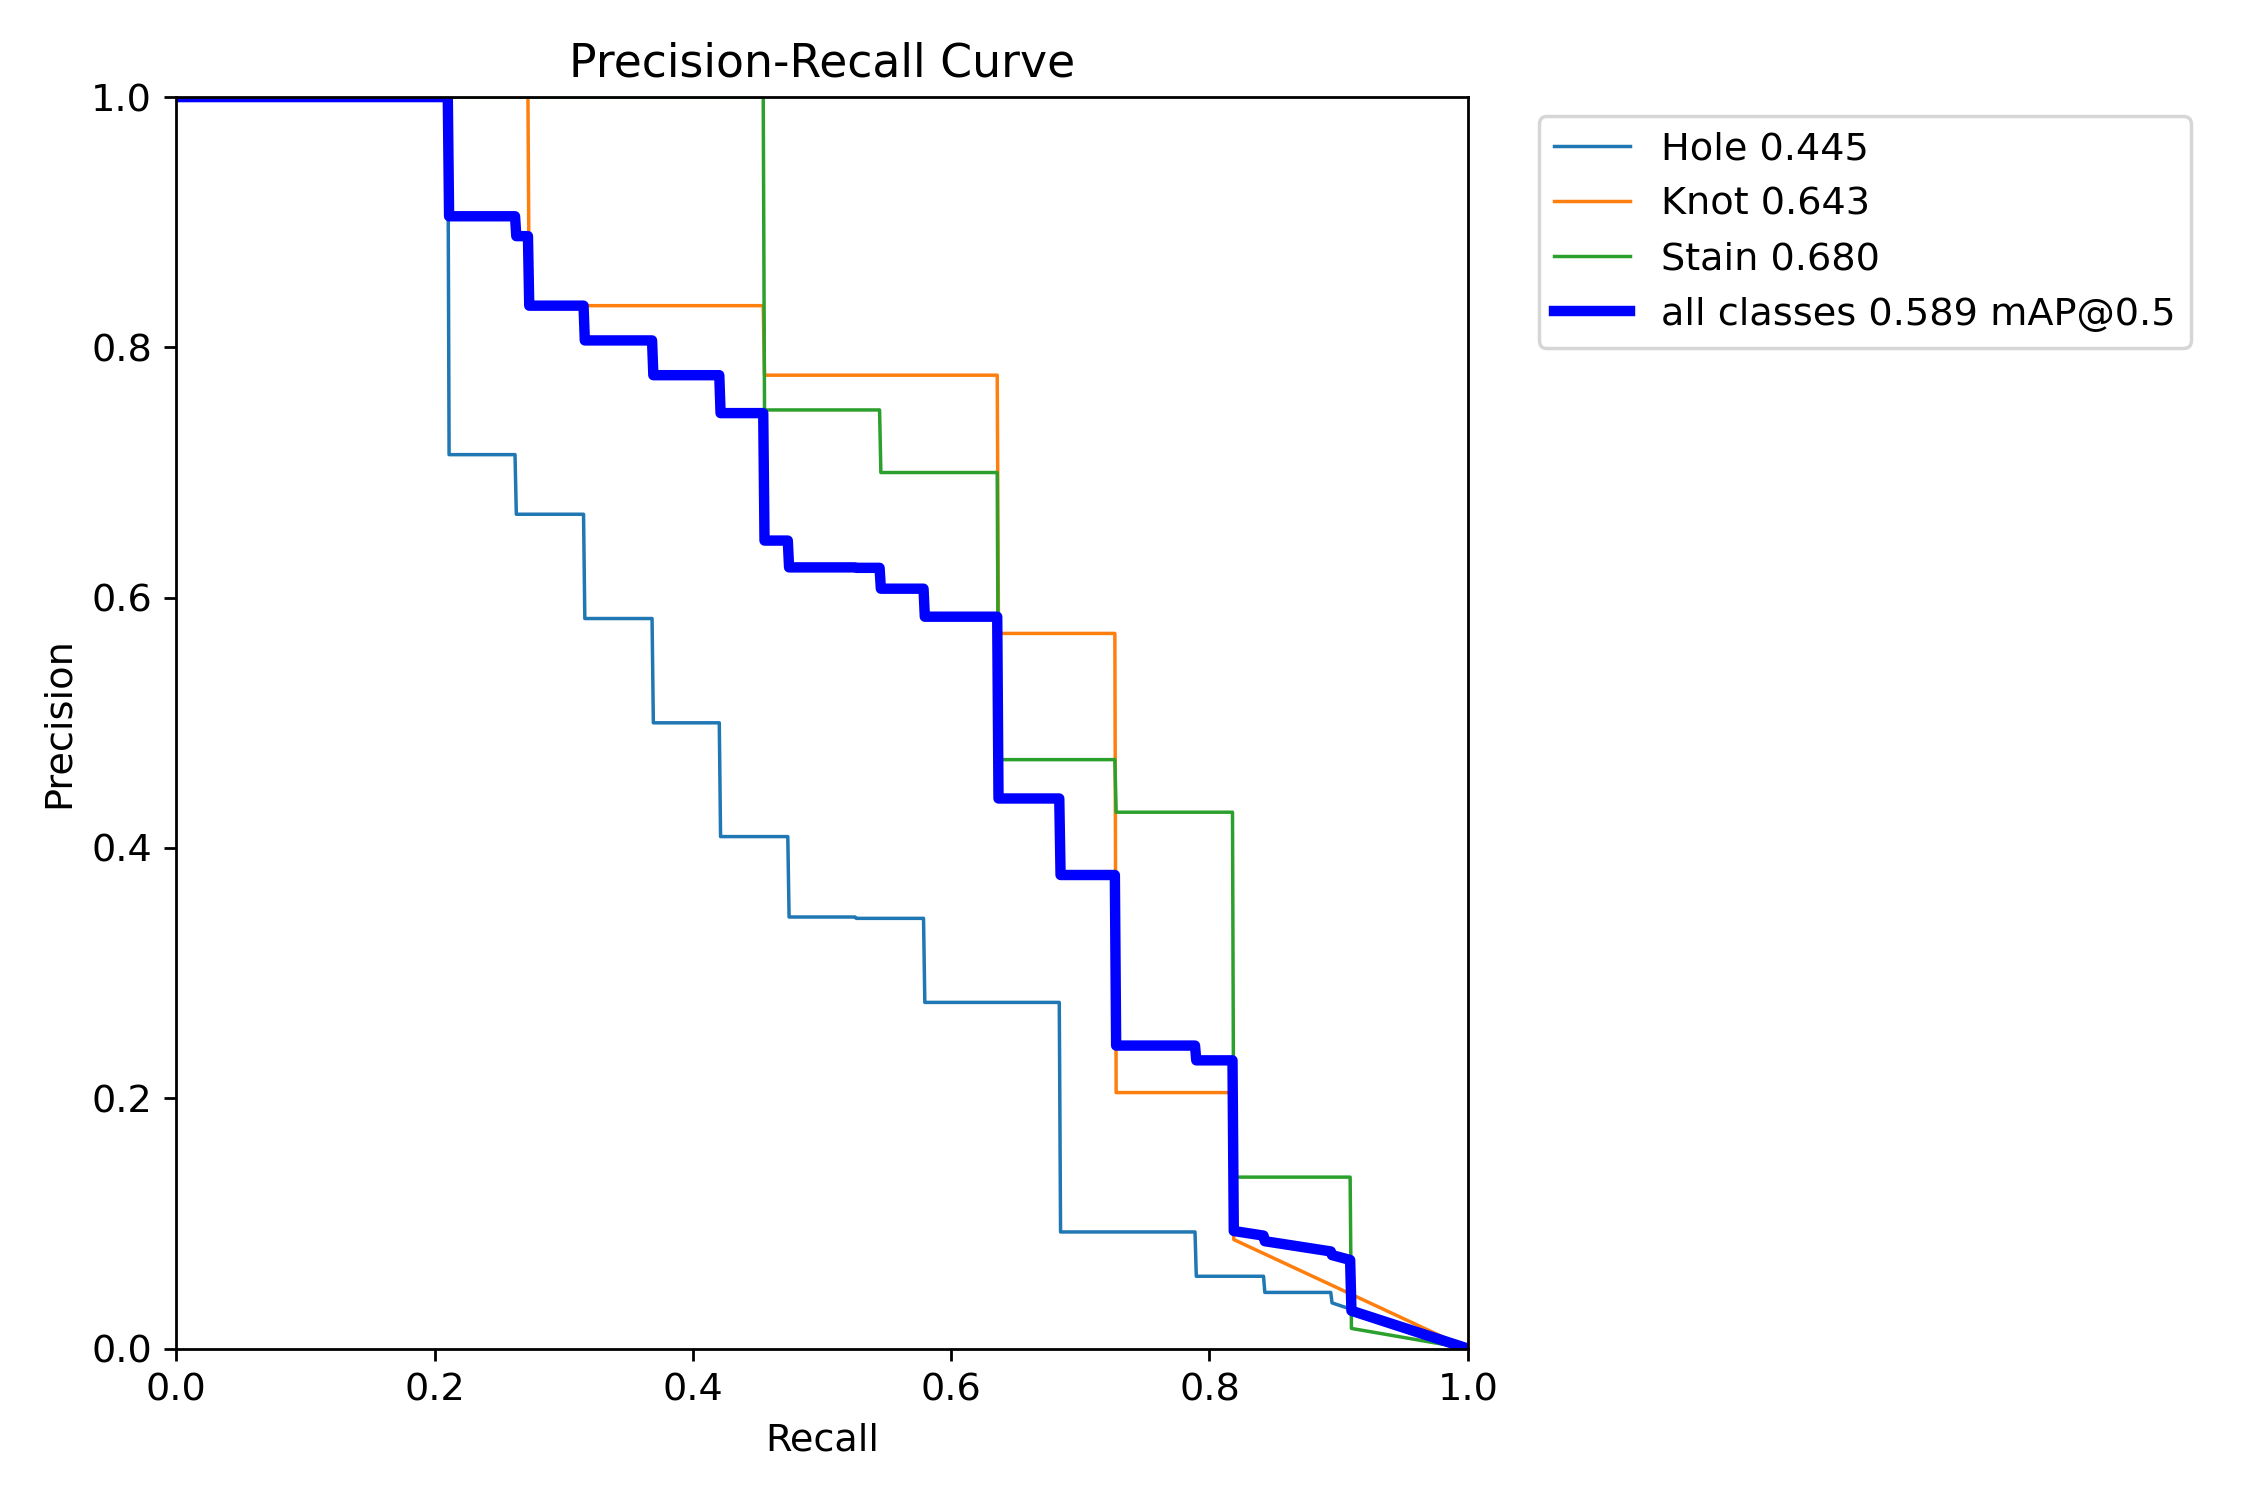 Precision-Recall Curve
1.0
0.8
0.6
0.4
0.2
0.0
Precision
0.0 0.2 0.4 0.6 0.8 1.0
Recall
Hole 0.445
Knot 0.643
Stain 0.680
all classes 0.589 mAP@0.5